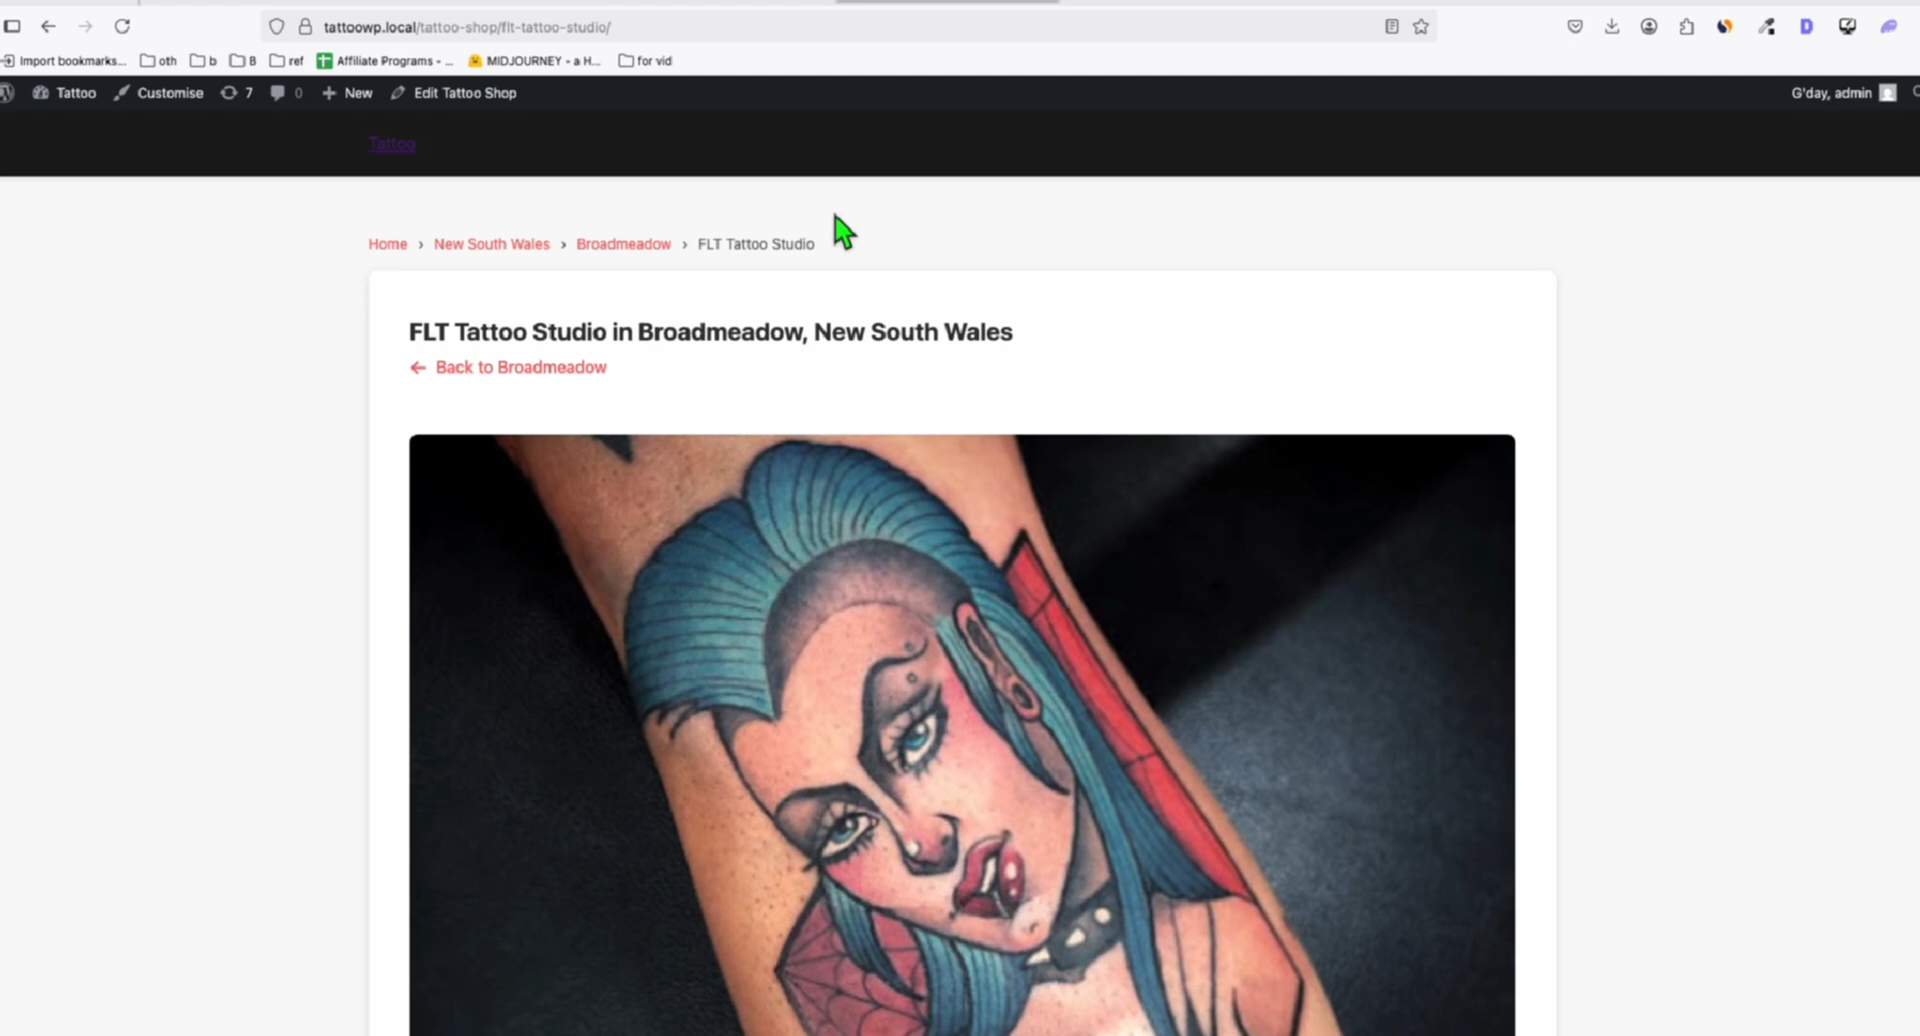 tattoowp.local/tattoo-shop/flt-tattoo-studio/
Import bookmarks... oth b B ref Affiliate Programs - ... MIDJOURNEY - a H... for vid
Tattoo Customise 7 0 New Edit Tattoo Shop G'day, admin
Tattoo
Home › New South Wales › Broadmeadow › FLT Tattoo Studio
FLT Tattoo Studio in Broadmeadow, New South Wales
← Back to Broadmeadow